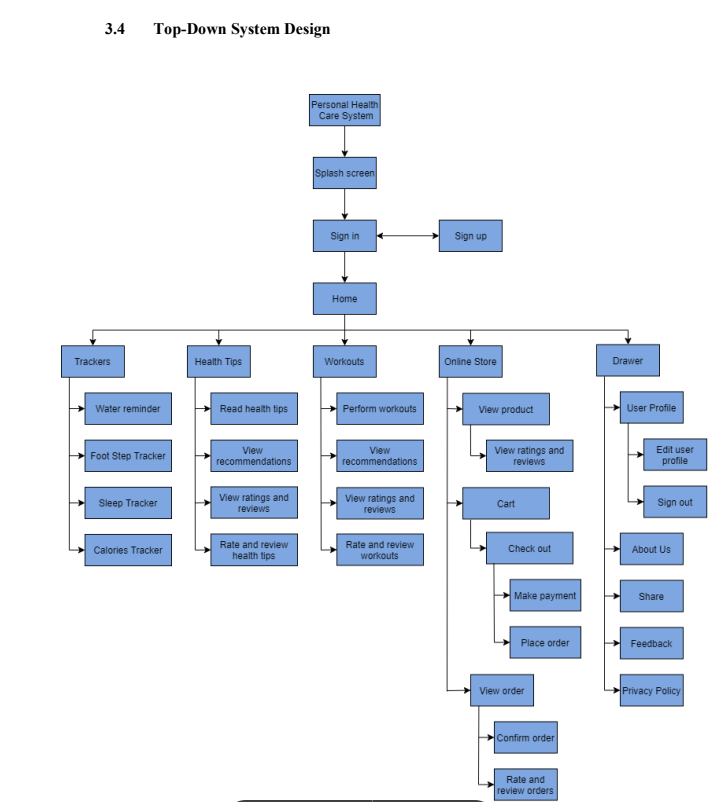 3.4 Top-Down System Design
Personal Health
Care System
Splash screen
Sign in
Sign up
Home
Trackers
Health Tips
Workouts
Online Store
Drawer
Water reminder
Foot Step Tracker
Sleep Tracker
Calories Tracker
Read health tips
View
recommendations
View ratings and
reviews
Rate and review
health tips
Perform workouts
View
recommendations
View ratings and
reviews
Rate and review
workouts
View product
View ratings and
reviews
Cart
Check out
Make payment
Place order
View order
Confirm order
Rate and
review orders
User Profile
Edit user
profile
Sign out
About Us
Share
Feedback
Privacy Policy